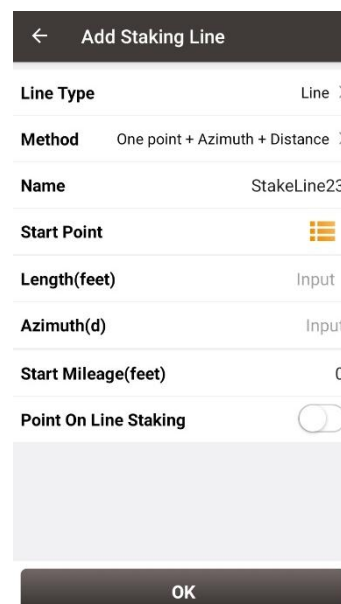 Add Staking Line
Line Type Line
Method One point + Azimuth + Distance
Name StakeLine23
Start Point
Length(feet) Input
Azimuth(d) Input
Start Mileage(feet) 0
Point On Line Staking
OK